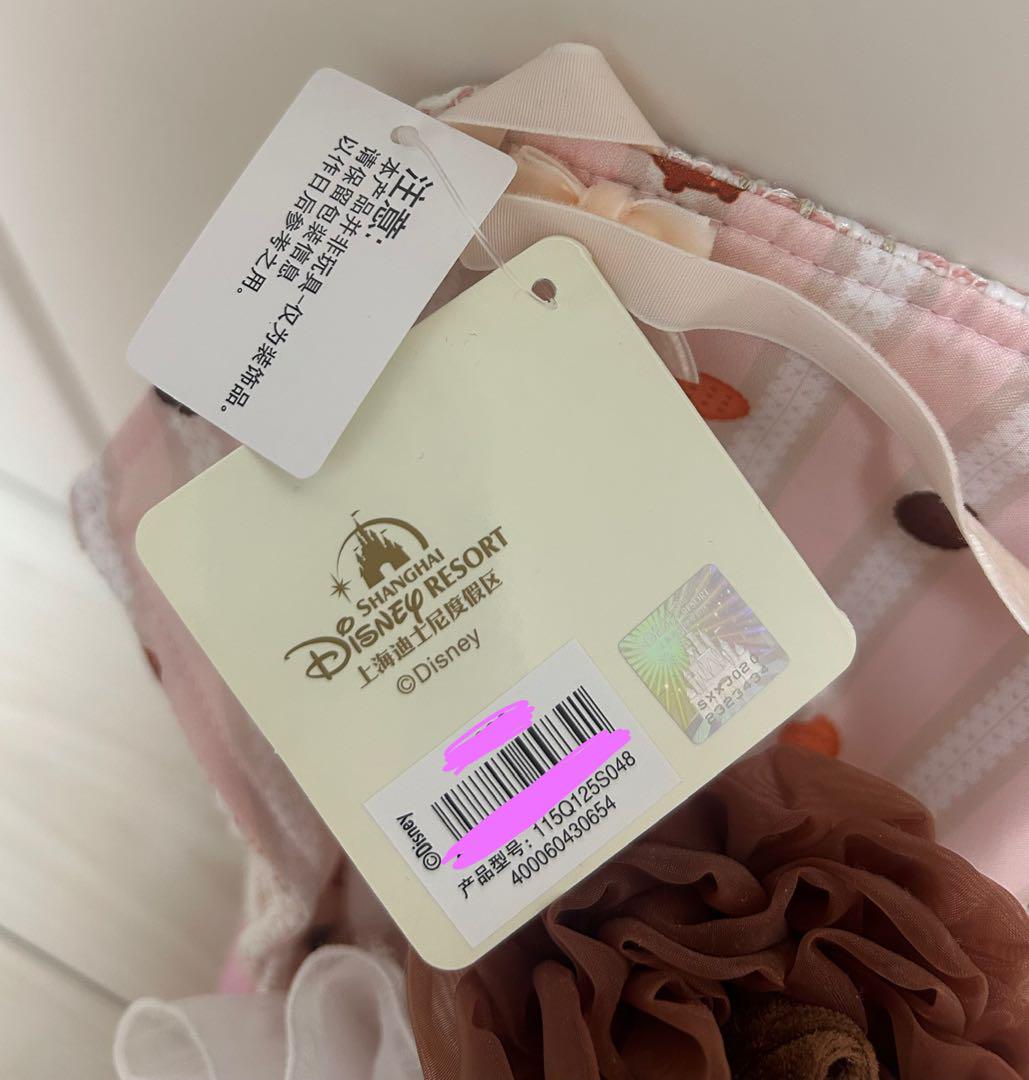 注意:
本产品并非玩具–仅为装饰品。
请保留包装信息
以作日后参考之用。
SHANGHAI
DISNEY RESORT
上海迪士尼度假区
©Disney
SXXJ020
2323434
©Disney
产品型号：115Q125S048
400060430654